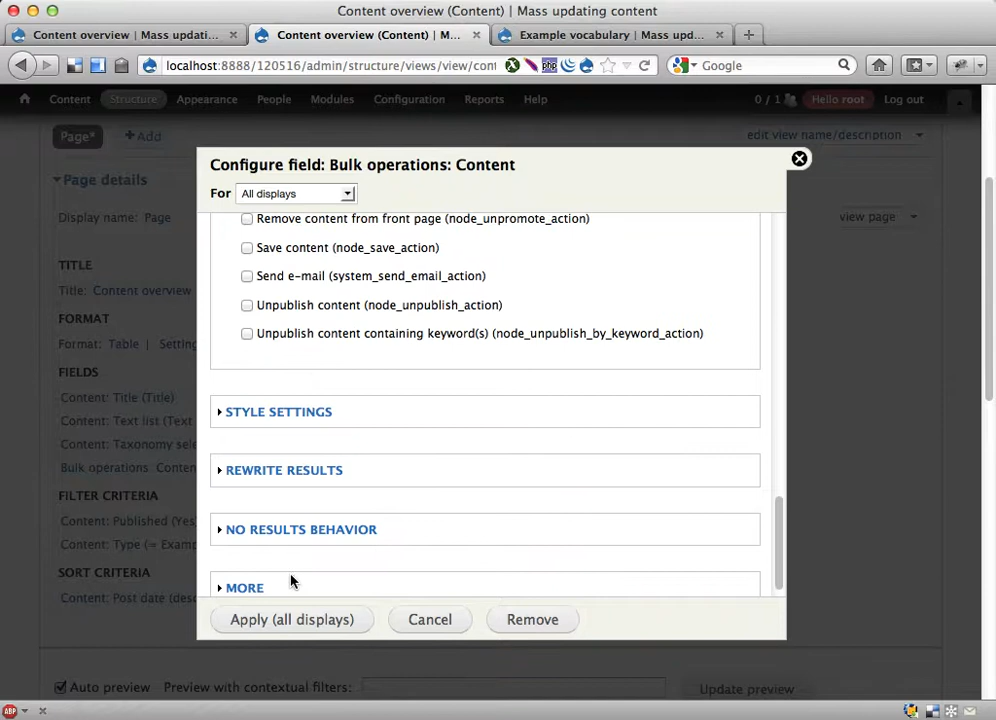 Content overview (Content) | Mass updating content
Content overview | Mass updati...
Content overview (Content) | M...
Example vocabulary | Mass upd...
localhost:8888/120516/admin/structure/views/view/cont
php
Google
Content
Structure
Appearance
People
Modules
Configuration
Reports
Help
0 / 1
Hello root
Log out
Page*
Add
edit view name/description
Page details
Display name: Page
view page
TITLE
Title: Content overview
FORMAT
Format: Table | Settin
FIELDS
Content: Title (Title)
Content: Text list (Text
Content: Taxonomy sele
Bulk operations Conten
FILTER CRITERIA
Content: Published (Yes
Content: Type (= Examp
SORT CRITERIA
Content: Post date (desc
Configure field: Bulk operations: Content
For All displays
Remove content from front page (node_unpromote_action)
Save content (node_save_action)
Send e-mail (system_send_email_action)
Unpublish content (node_unpublish_action)
Unpublish content containing keyword(s) (node_unpublish_by_keyword_action)
STYLE SETTINGS
REWRITE RESULTS
NO RESULTS BEHAVIOR
MORE
Apply (all displays)
Cancel
Remove
Auto preview
Preview with contextual filters:
Update preview
ABP